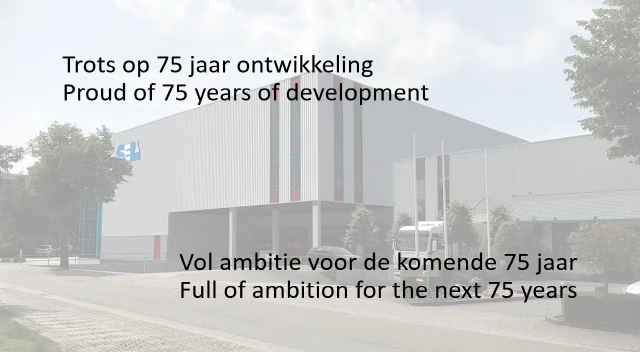 Trots op 75 jaar ontwikkeling
Proud of 75 years of development
Vol ambitie voor de komende 75 jaar
Full of ambition for the next 75 years